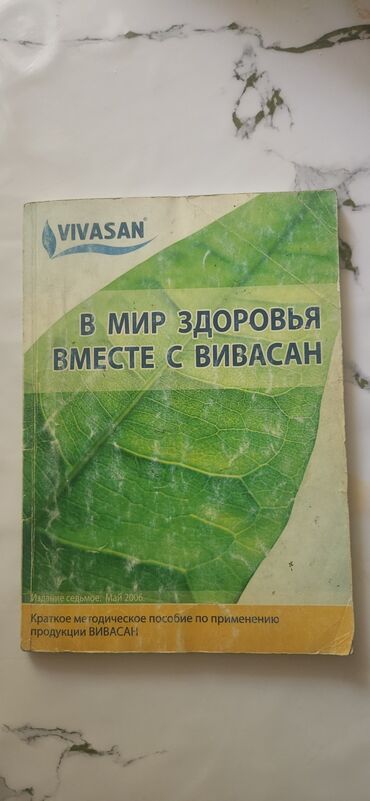 VIVASAN®
В МИР ЗДОРОВЬЯ
ВМЕСТЕ С ВИВАСАН
Издание седьмое. Май 2006
Краткое методическое пособие по применению
продукции ВИВАСАН